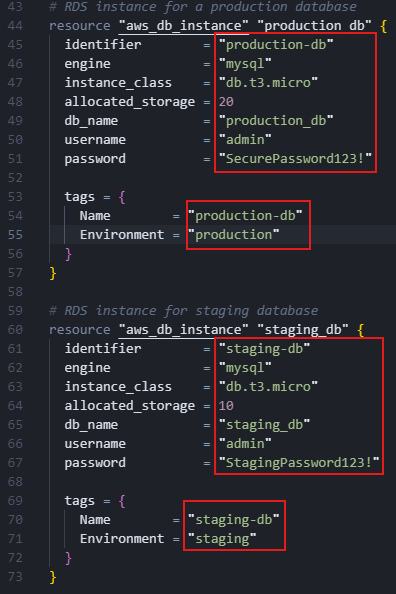 43 # RDS instance for a production database
44 resource "aws_db_instance" "production db" {
45 identifier = "production-db"
46 engine = "mysql"
47 instance_class = "db.t3.micro"
48 allocated_storage = 20
49 db_name = "production_db"
50 username = "admin"
51 password = "SecurePassword123!"
52
53 tags = {
54 Name = "production-db"
55 Environment = "production"
56 }
57 }
58
59 # RDS instance for staging database
60 resource "aws_db_instance" "staging_db" {
61 identifier = "staging-db"
62 engine = "mysql"
63 instance_class = "db.t3.micro"
64 allocated_storage = 10
65 db_name = "staging_db"
66 username = "admin"
67 password = "StagingPassword123!"
68
69 tags = {
70 Name = "staging-db"
71 Environment = "staging"
72 }
73 }